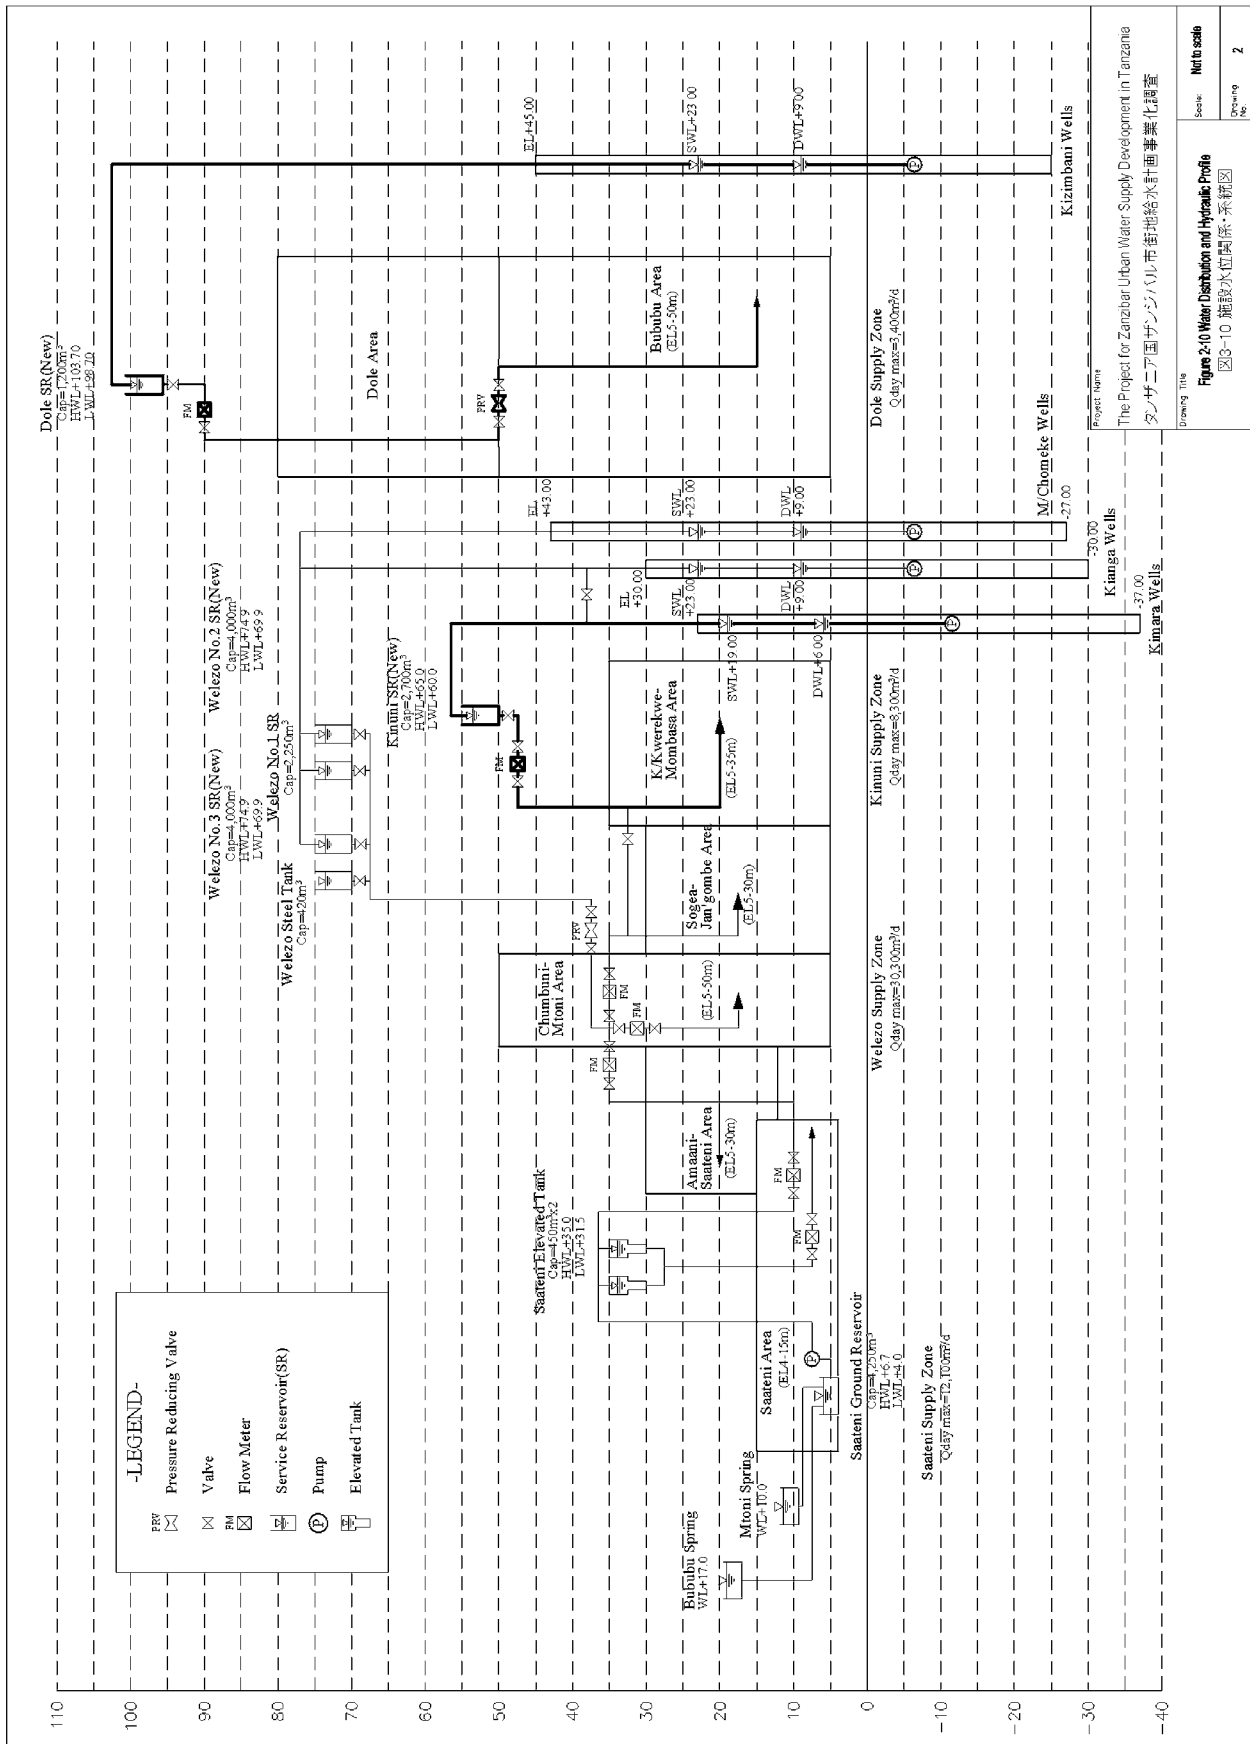 110
100
90
80
70
60
50
40
30
20
10
0
-10
-20
-30
-40
-LEGEND-
PRV
Pressure Reducing Valve
Valve
FM
Flow Meter
Service Reservoir(SR)
P
Pump
Elevated Tank
Bububu Spring
WL+17.0
Mtoni Spring
WL+10.0
Saateni Area
(EL4-15m)
P
Saateni Ground Reservoir
Cap=4,250m³
HWL+6.7
LWL+4.0
Saateni Supply Zone
Qday max=12,100m³/d
Saateni Elevated Tank
Cap=450m³x2
HWL+35.0
LWL+31.5
FM
FM
Amaani-
Saateni Area
(EL5-30m)
FM
Chumbuni-
Mtoni Area
FM
FM
(EL5-50m)
Welezo Supply Zone
Qday max=30,300m³/d
Welezo Steel Tank
Cap=420m³
Welezo No.3 SR(New)
Cap=4,000m³
HWL+74.9
LWL+69.9
Welezo No.1 SR
Cap=2,250m³
Welezo No.2 SR(New)
Cap=4,000m³
HWL+74.9
LWL+69.9
PRV
Sogea-
Jan'gombe Area
(EL5-30m)
Kinuni SR(New)
Cap=2,700m³
HWL+65.0
LWL+60.0
FM
K/Kwerekwe-
Mombasa Area
(EL5-35m)
Kinuni Supply Zone
Qday max=8,300m³/d
SWL+19.00
DWL+6.00
P
-37.00
Kimara Wells
EL
+30.00
SWL
+23.00
DWL
+9.00
P
-30.00
Kianga Wells
EL
+43.00
SWL
+23.00
DWL
+9.00
P
-27.00
M/Chomeke Wells
Dole SR(New)
Cap=1,200m³
HWL+103.70
LWL+98.70
FM
Dole Area
PRV
Bububu Area
(EL5-50m)
Dole Supply Zone
Qday max=3,400m³/d
EL+45.00
SWL+23.00
DWL+9.00
P
Kizimbani Wells
Project Name
The Project for Zanzibar Urban Water Supply Development in Tanzania
タンザニア国ザンジバル市街地給水計画事業化調査
Drawing Title
Figure 2-10 Water Distribution and Hydraulic Profile
図3-10 施設水位関係・系統図
Scale:
Not to scale
Drawing
No.
2